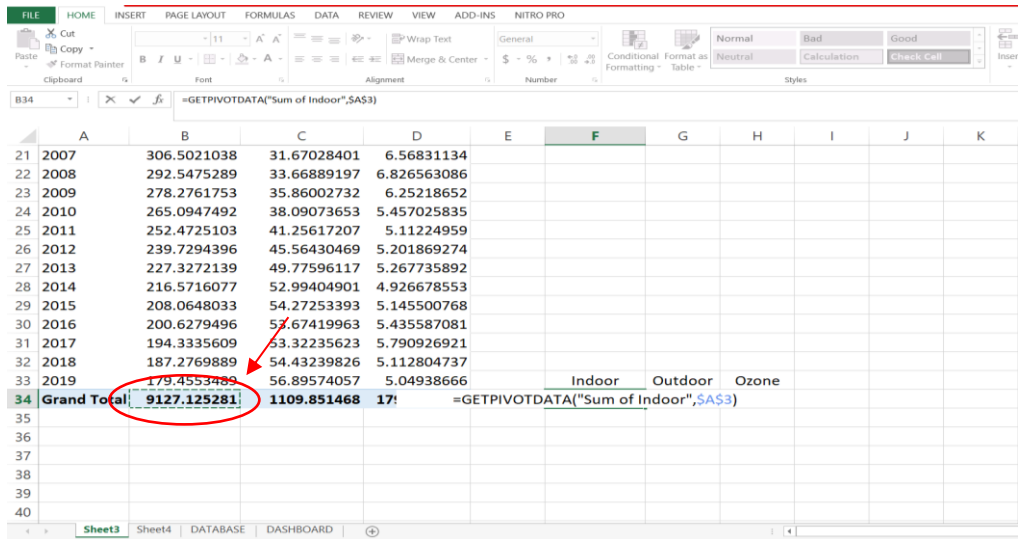 FILE HOME INSERT PAGE LAYOUT FORMULAS DATA REVIEW VIEW ADD-INS NITRO PRO
Cut
Copy
Format Painter
Paste
Clipboard
11
A A
B I U
A
Font
Wrap Text
Merge & Center
Alignment
General
$ - % ,
Number
Conditional Formatting
Format as Table
Normal Bad Good
Neutral Calculation Check Cell
Styles
Inser
B34 fx =GETPIVOTDATA("Sum of Indoor",$A$3)
A B C D E F G H I J K
21 2007 306.5021038 31.67028401 6.56831134
22 2008 292.5475289 33.66889197 6.826563086
23 2009 278.2761753 35.86002732 6.25218652
24 2010 265.0947492 38.09073653 5.457025835
25 2011 252.4725103 41.25617207 5.11224959
26 2012 239.7294396 45.56430469 5.201869274
27 2013 227.3272139 49.77596117 5.267735892
28 2014 216.5716077 52.99404901 4.926678553
29 2015 208.0648033 54.27253393 5.145500768
30 2016 200.6279496 53.67419963 5.435587081
31 2017 194.3335609 53.32235623 5.790926921
32 2018 187.2769889 54.43239826 5.112804737
33 2019 179.4553489 56.89574057 5.04938666 Indoor Outdoor Ozone
34 Grand Total 9127.125281 1109.851468 179 =GETPIVOTDATA("Sum of Indoor",$A$3)
35
36
37
38
39
40
Sheet3 Sheet4 DATABASE DASHBOARD